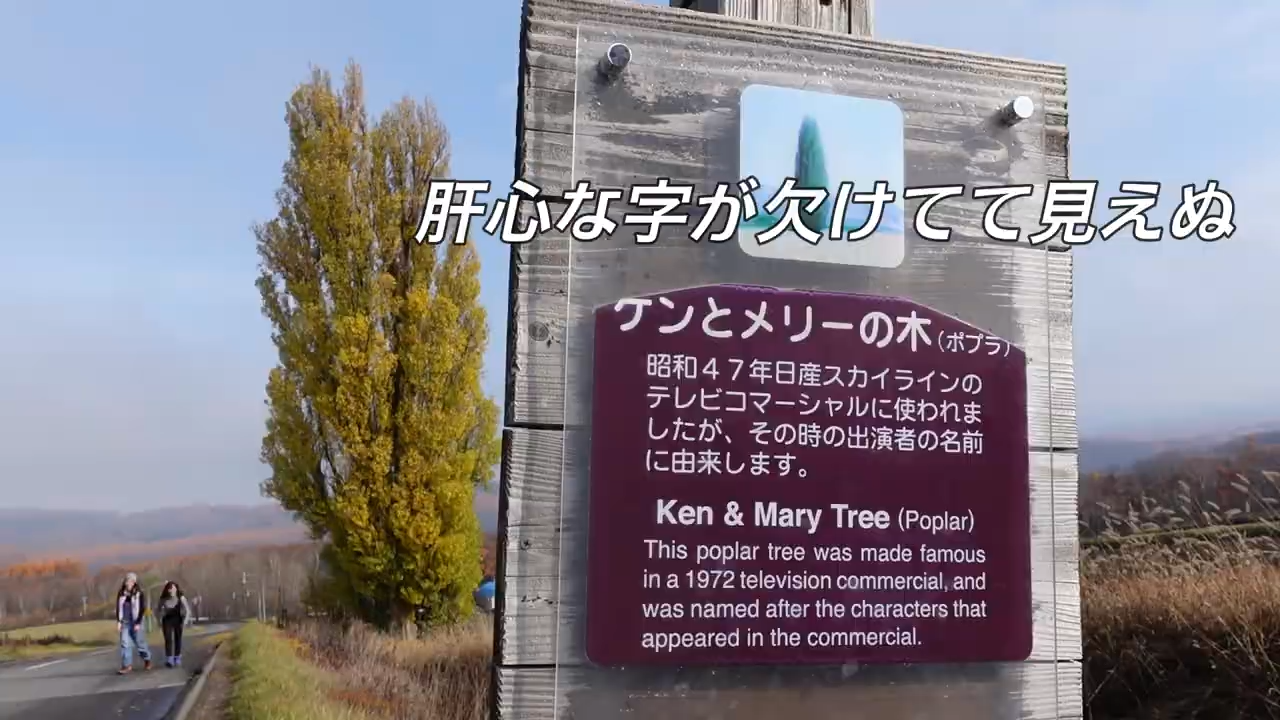 肝心な字が欠けてて見えぬ
ケンとメリーの木(ポプラ)
昭和47年日産スカイラインの
テレビコマーシャルに使われま
したが、その時の出演者の名前
に由来します。
Ken & Mary Tree (Poplar)
This poplar tree was made famous
in a 1972 television commercial, and
was named after the characters that
appeared in the commercial.